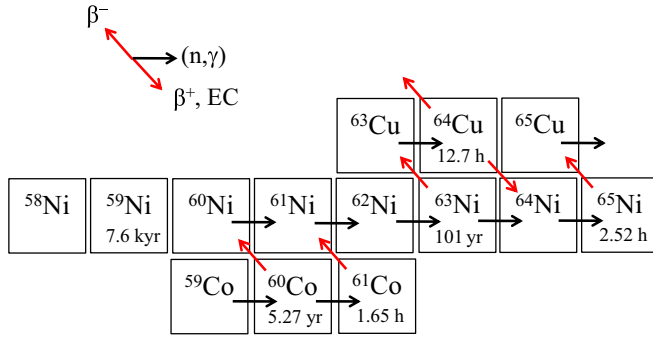 β⁻
(n,γ)
β⁺, EC
⁶³Cu ⁶⁴Cu ⁶⁵Cu
12.7 h
⁵⁸Ni ⁵⁹Ni ⁶⁰Ni ⁶¹Ni ⁶²Ni ⁶³Ni ⁶⁴Ni ⁶⁵Ni
7.6 kyr 101 yr 2.52 h
⁵⁹Co ⁶⁰Co ⁶¹Co
5.27 yr 1.65 h